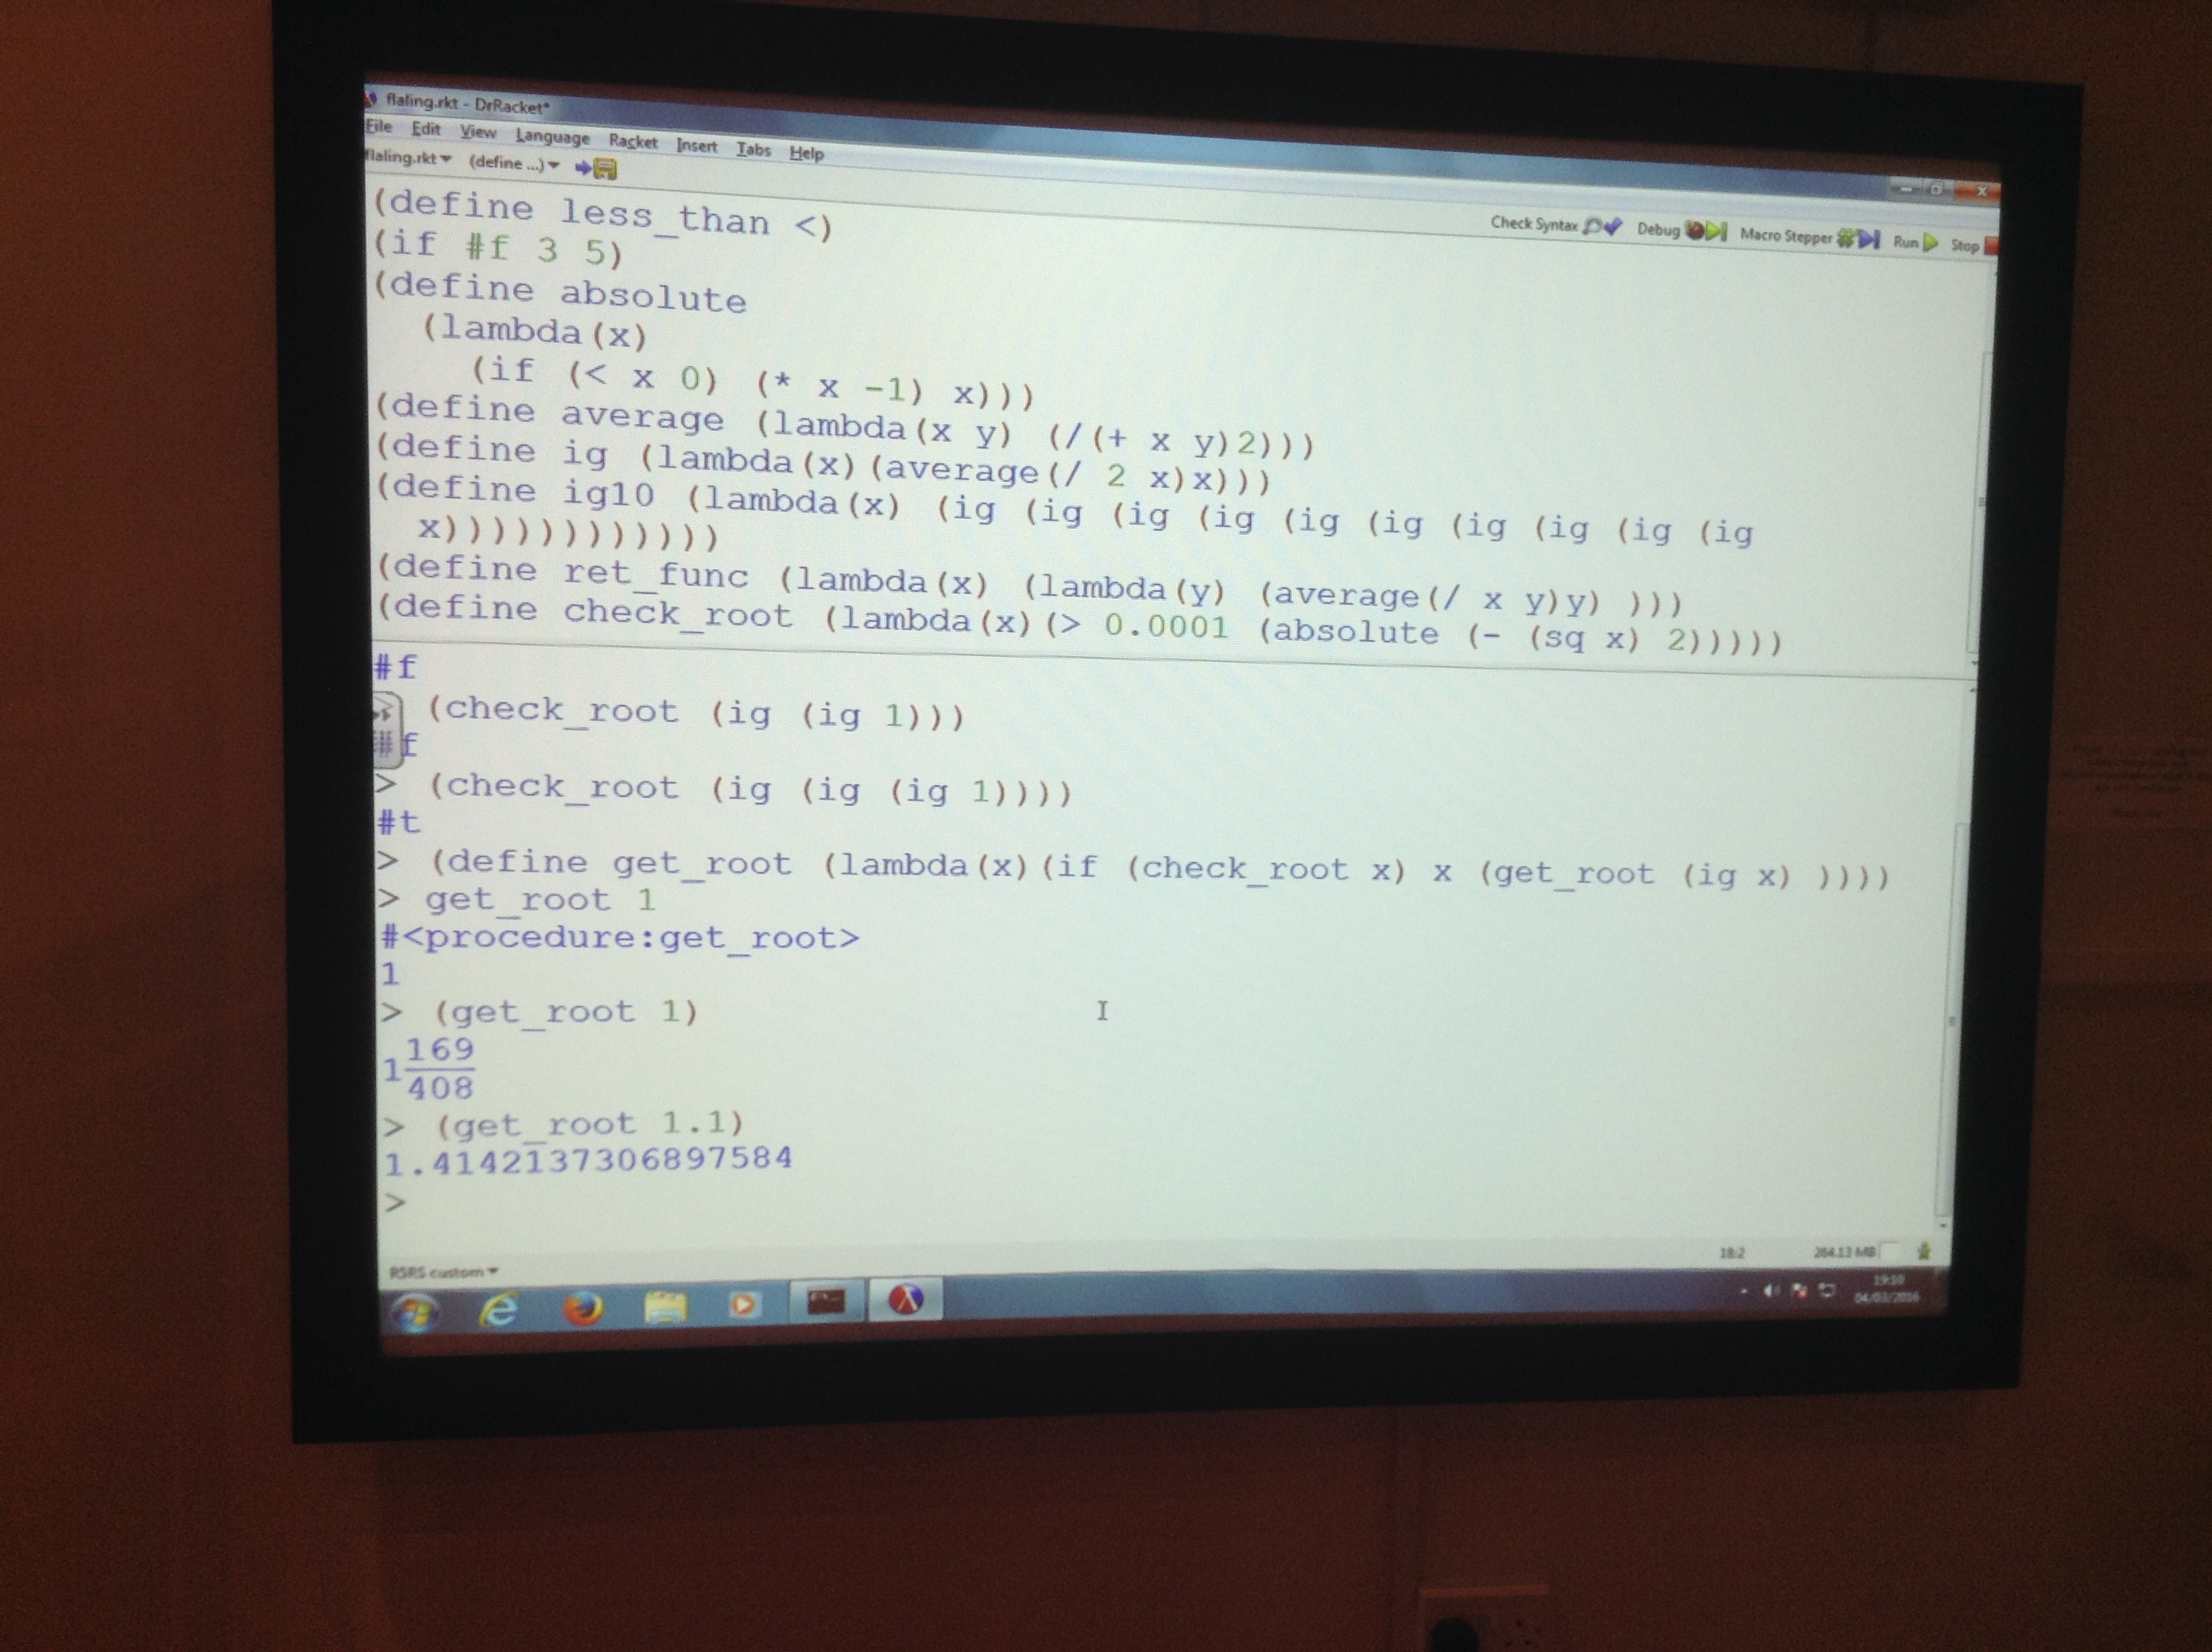 flaling.rkt - DrRacket*
File Edit View Language Racket Insert Tabs Help
flaling.rkt (define ...)
Check Syntax Debug Macro Stepper Run Stop
(define less_than <)
(if #f 3 5)
(define absolute
(lambda(x)
(if (< x 0) (* x -1) x)))
(define average (lambda(x y) (/(+ x y)2)))
(define ig (lambda(x)(average(/ 2 x)x)))
(define ig10 (lambda(x) (ig (ig (ig (ig (ig (ig (ig (ig (ig (ig
x))))))))))))
(define ret_func (lambda(x) (lambda(y) (average(/ x y)y) )))
(define check_root (lambda(x)(> 0.0001 (absolute (- (sq x) 2)))))
#f
(check_root (ig (ig 1)))
#f
> (check_root (ig (ig (ig 1))))
#t
> (define get_root (lambda(x)(if (check_root x) x (get_root (ig x) ))))
> get_root 1
#<procedure:get_root>
1
> (get_root 1)
1 169
408
> (get_root 1.1)
1.4142137306897584
>
18:2 264.13 MB
R5RS custom
19:10
04/03/2016